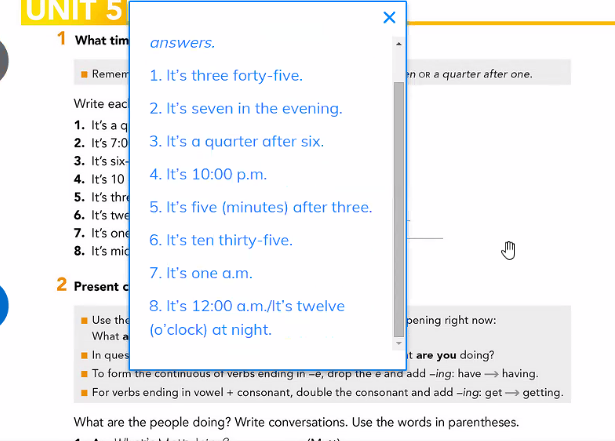 UNIT 5
1 What tim
■ Remem
en OR a quarter after one.
Write eac
1. It's a q
2. It's 7:0
3. It's six-
4. It's 10
5. It's thre
6. It's twe
7. It's one
8. It's mid
answers.
1. It's three forty-five.
2. It's seven in the evening.
3. It's a quarter after six.
4. It's 10:00 p.m.
5. It's five (minutes) after three.
6. It's ten thirty-five.
7. It's one a.m.
8. It's 12:00 a.m./It's twelve
(o'clock) at night.
2 Present c
■ Use the
pening right now:
What a
■ In ques
t are you doing?
■ To form the continuous of verbs ending in –e, drop the e and add –ing: have → having.
■ For verbs ending in vowel + consonant, double the consonant and add –ing: get → getting.
What are the people doing? Write conversations. Use the words in parentheses.